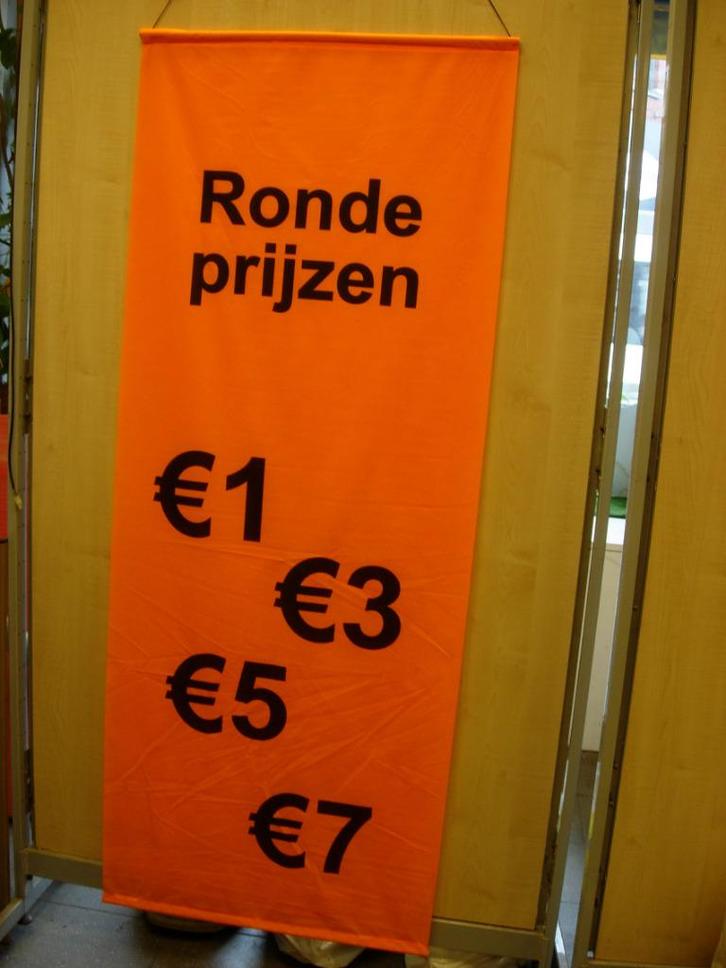 Ronde
prijzen
€1
€3
€5
€7